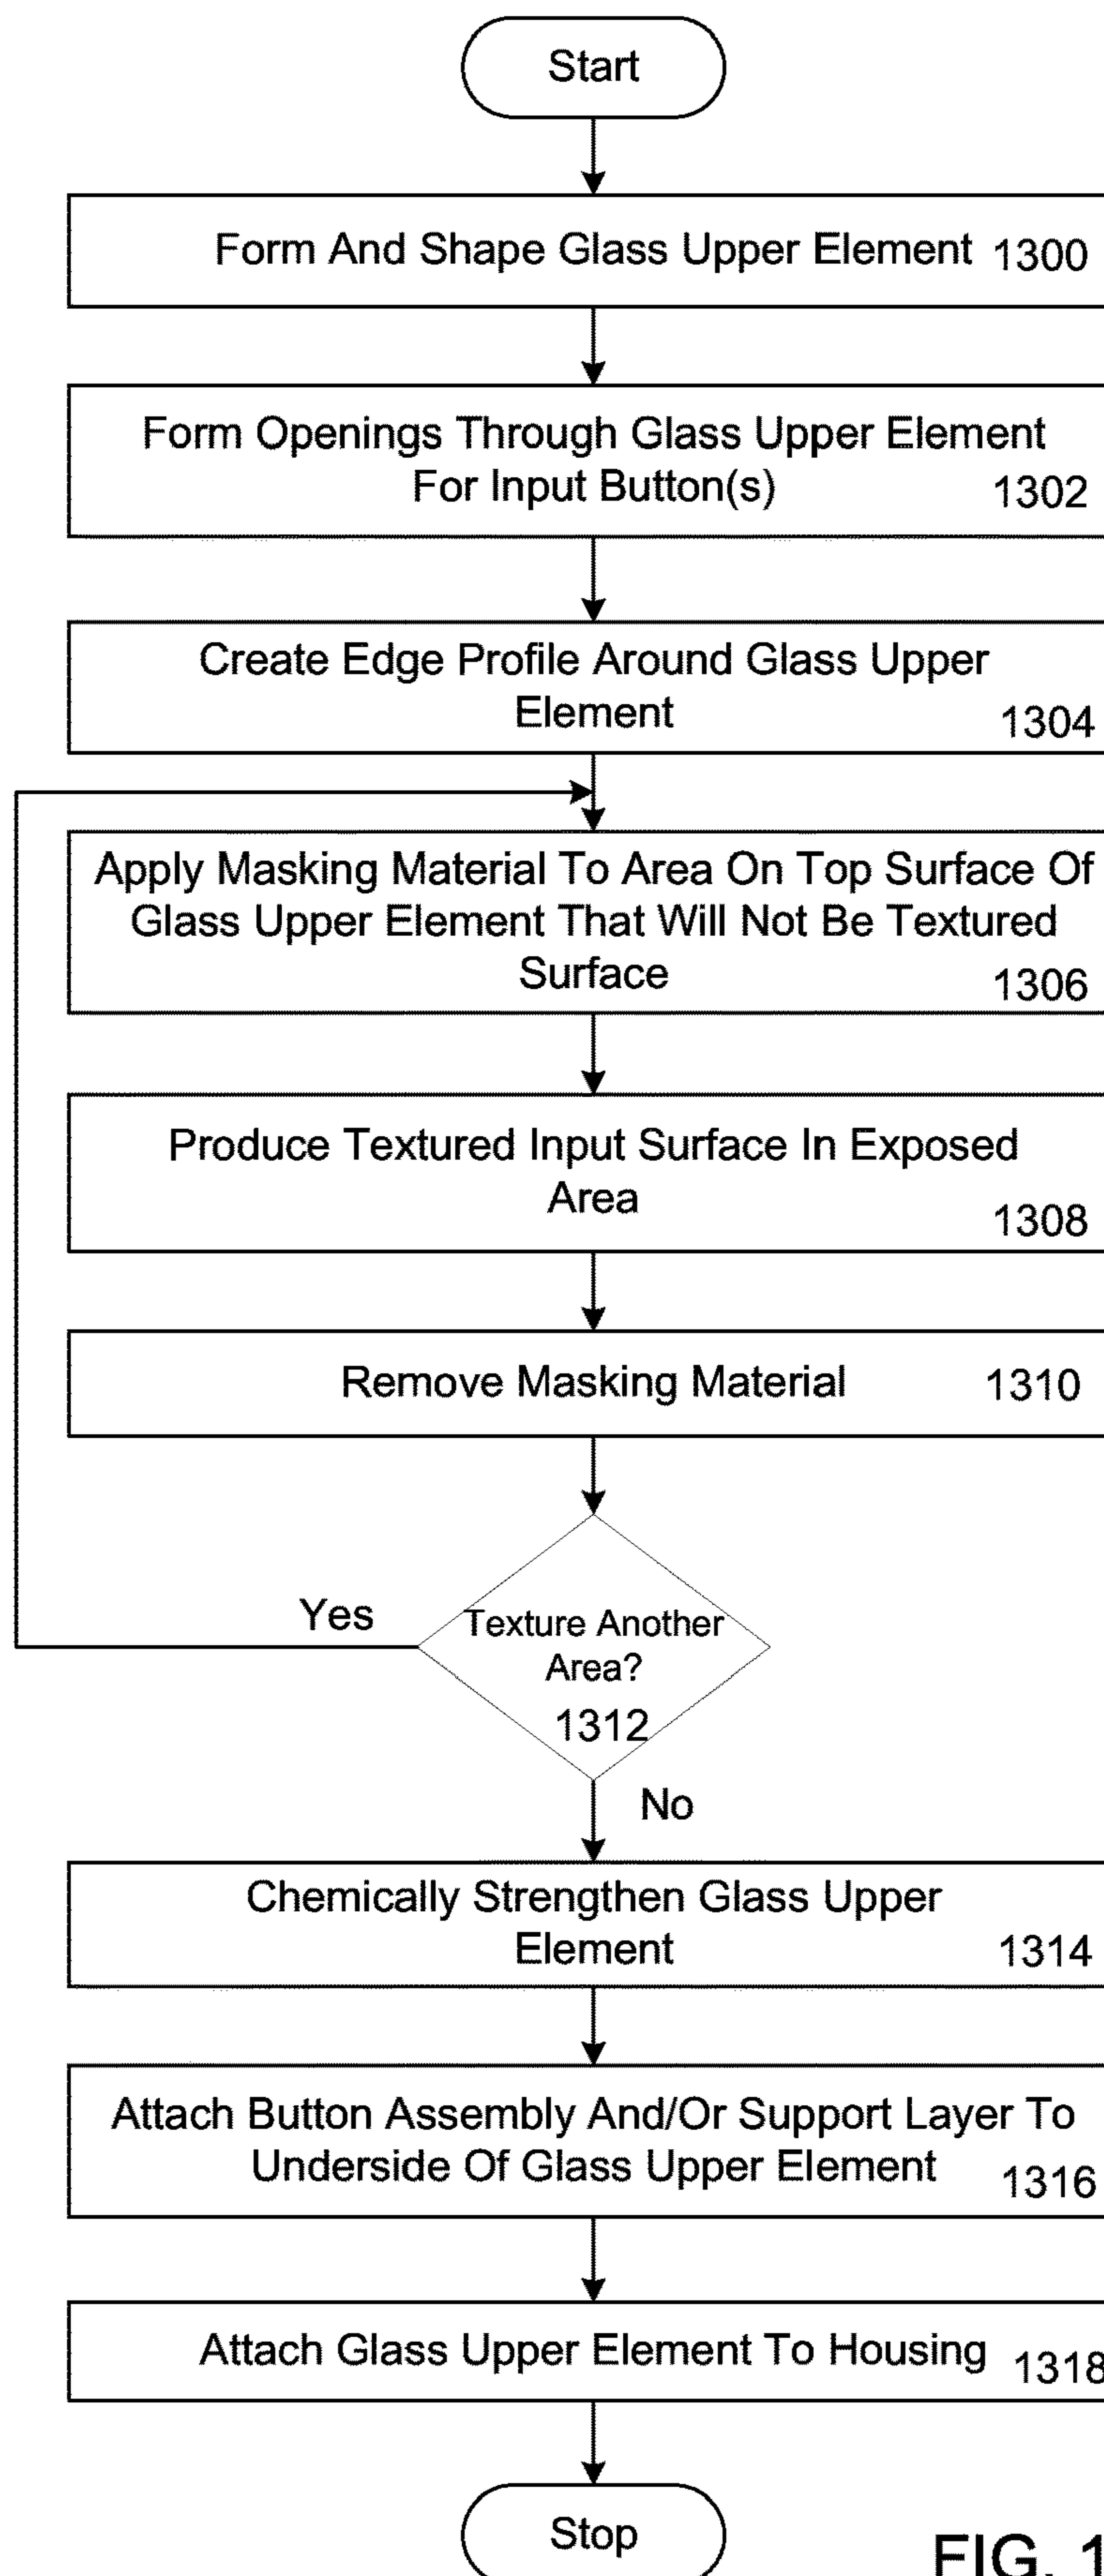 Start
Form And Shape Glass Upper Element 1300
Form Openings Through Glass Upper Element
For Input Button(s)
1302
Create Edge Profile Around Glass Upper
Element
1304
Apply Masking Material To Area On Top Surface Of
Glass Upper Element That Will Not Be Textured
Surface
1306
Produce Textured Input Surface In Exposed
Area
1308
Remove Masking Material 1310
Texture Another
Area?
1312
Yes
No
Chemically Strengthen Glass Upper
Element
1314
Attach Button Assembly And/Or Support Layer To
Underside Of Glass Upper Element
1316
Attach Glass Upper Element To Housing 1318
Stop
FIG. 1